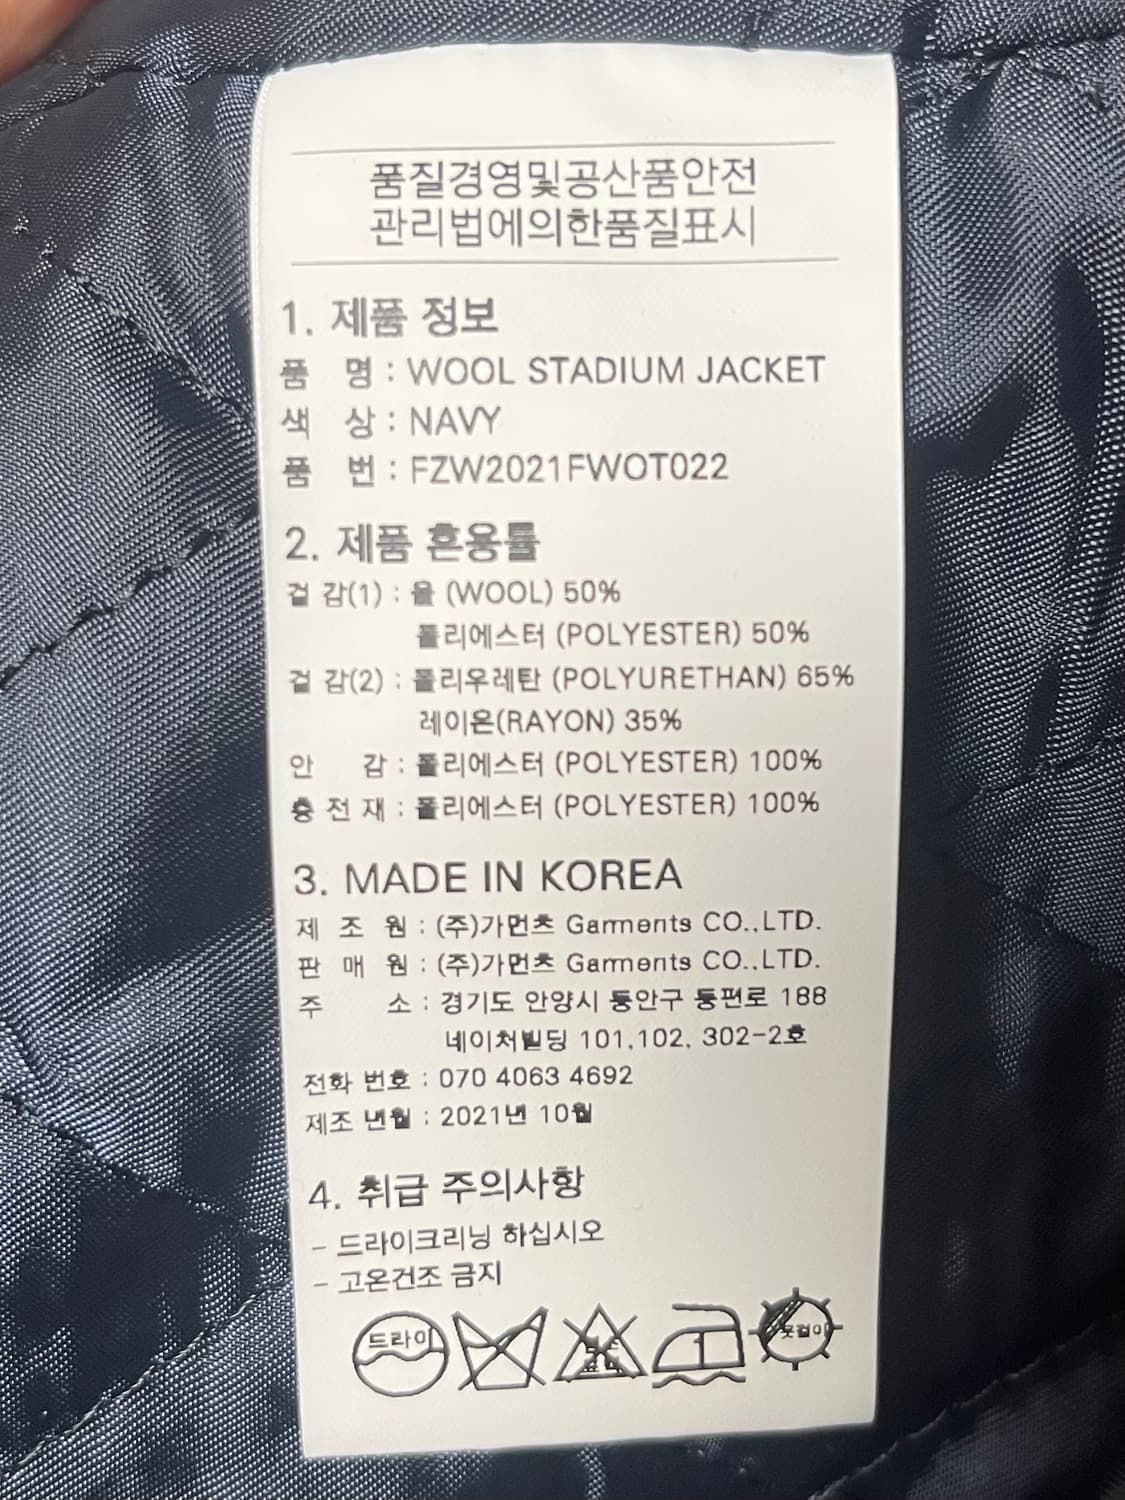 품질경영및공산품안전
관리법에의한품질표시
1. 제품 정보
품 명 : WOOL STADIUM JACKET
색 상 : NAVY
품 번 : FZW2021FWOT022
2. 제품 혼용률
겉 감(1) : 울 (WOOL) 50%
폴리에스터 (POLYESTER) 50%
겉 감(2) : 폴리우레탄 (POLYURETHAN) 65%
레이온(RAYON) 35%
안 감 : 폴리에스터 (POLYESTER) 100%
충 전 재 : 폴리에스터 (POLYESTER) 100%
3. MADE IN KOREA
제 조 원 : (주)가먼츠 Garments CO.,LTD.
판 매 원 : (주)가먼츠 Garments CO.,LTD.
주 소 : 경기도 안양시 동안구 동편로 188
네이처빌딩 101,102, 302-2호
전화 번호 : 070 4063 4692
제조 년월 : 2021년 10월
4. 취급 주의사항
- 드라이크리닝 하십시오
- 고온건조 금지
드라이 1 옷걸이